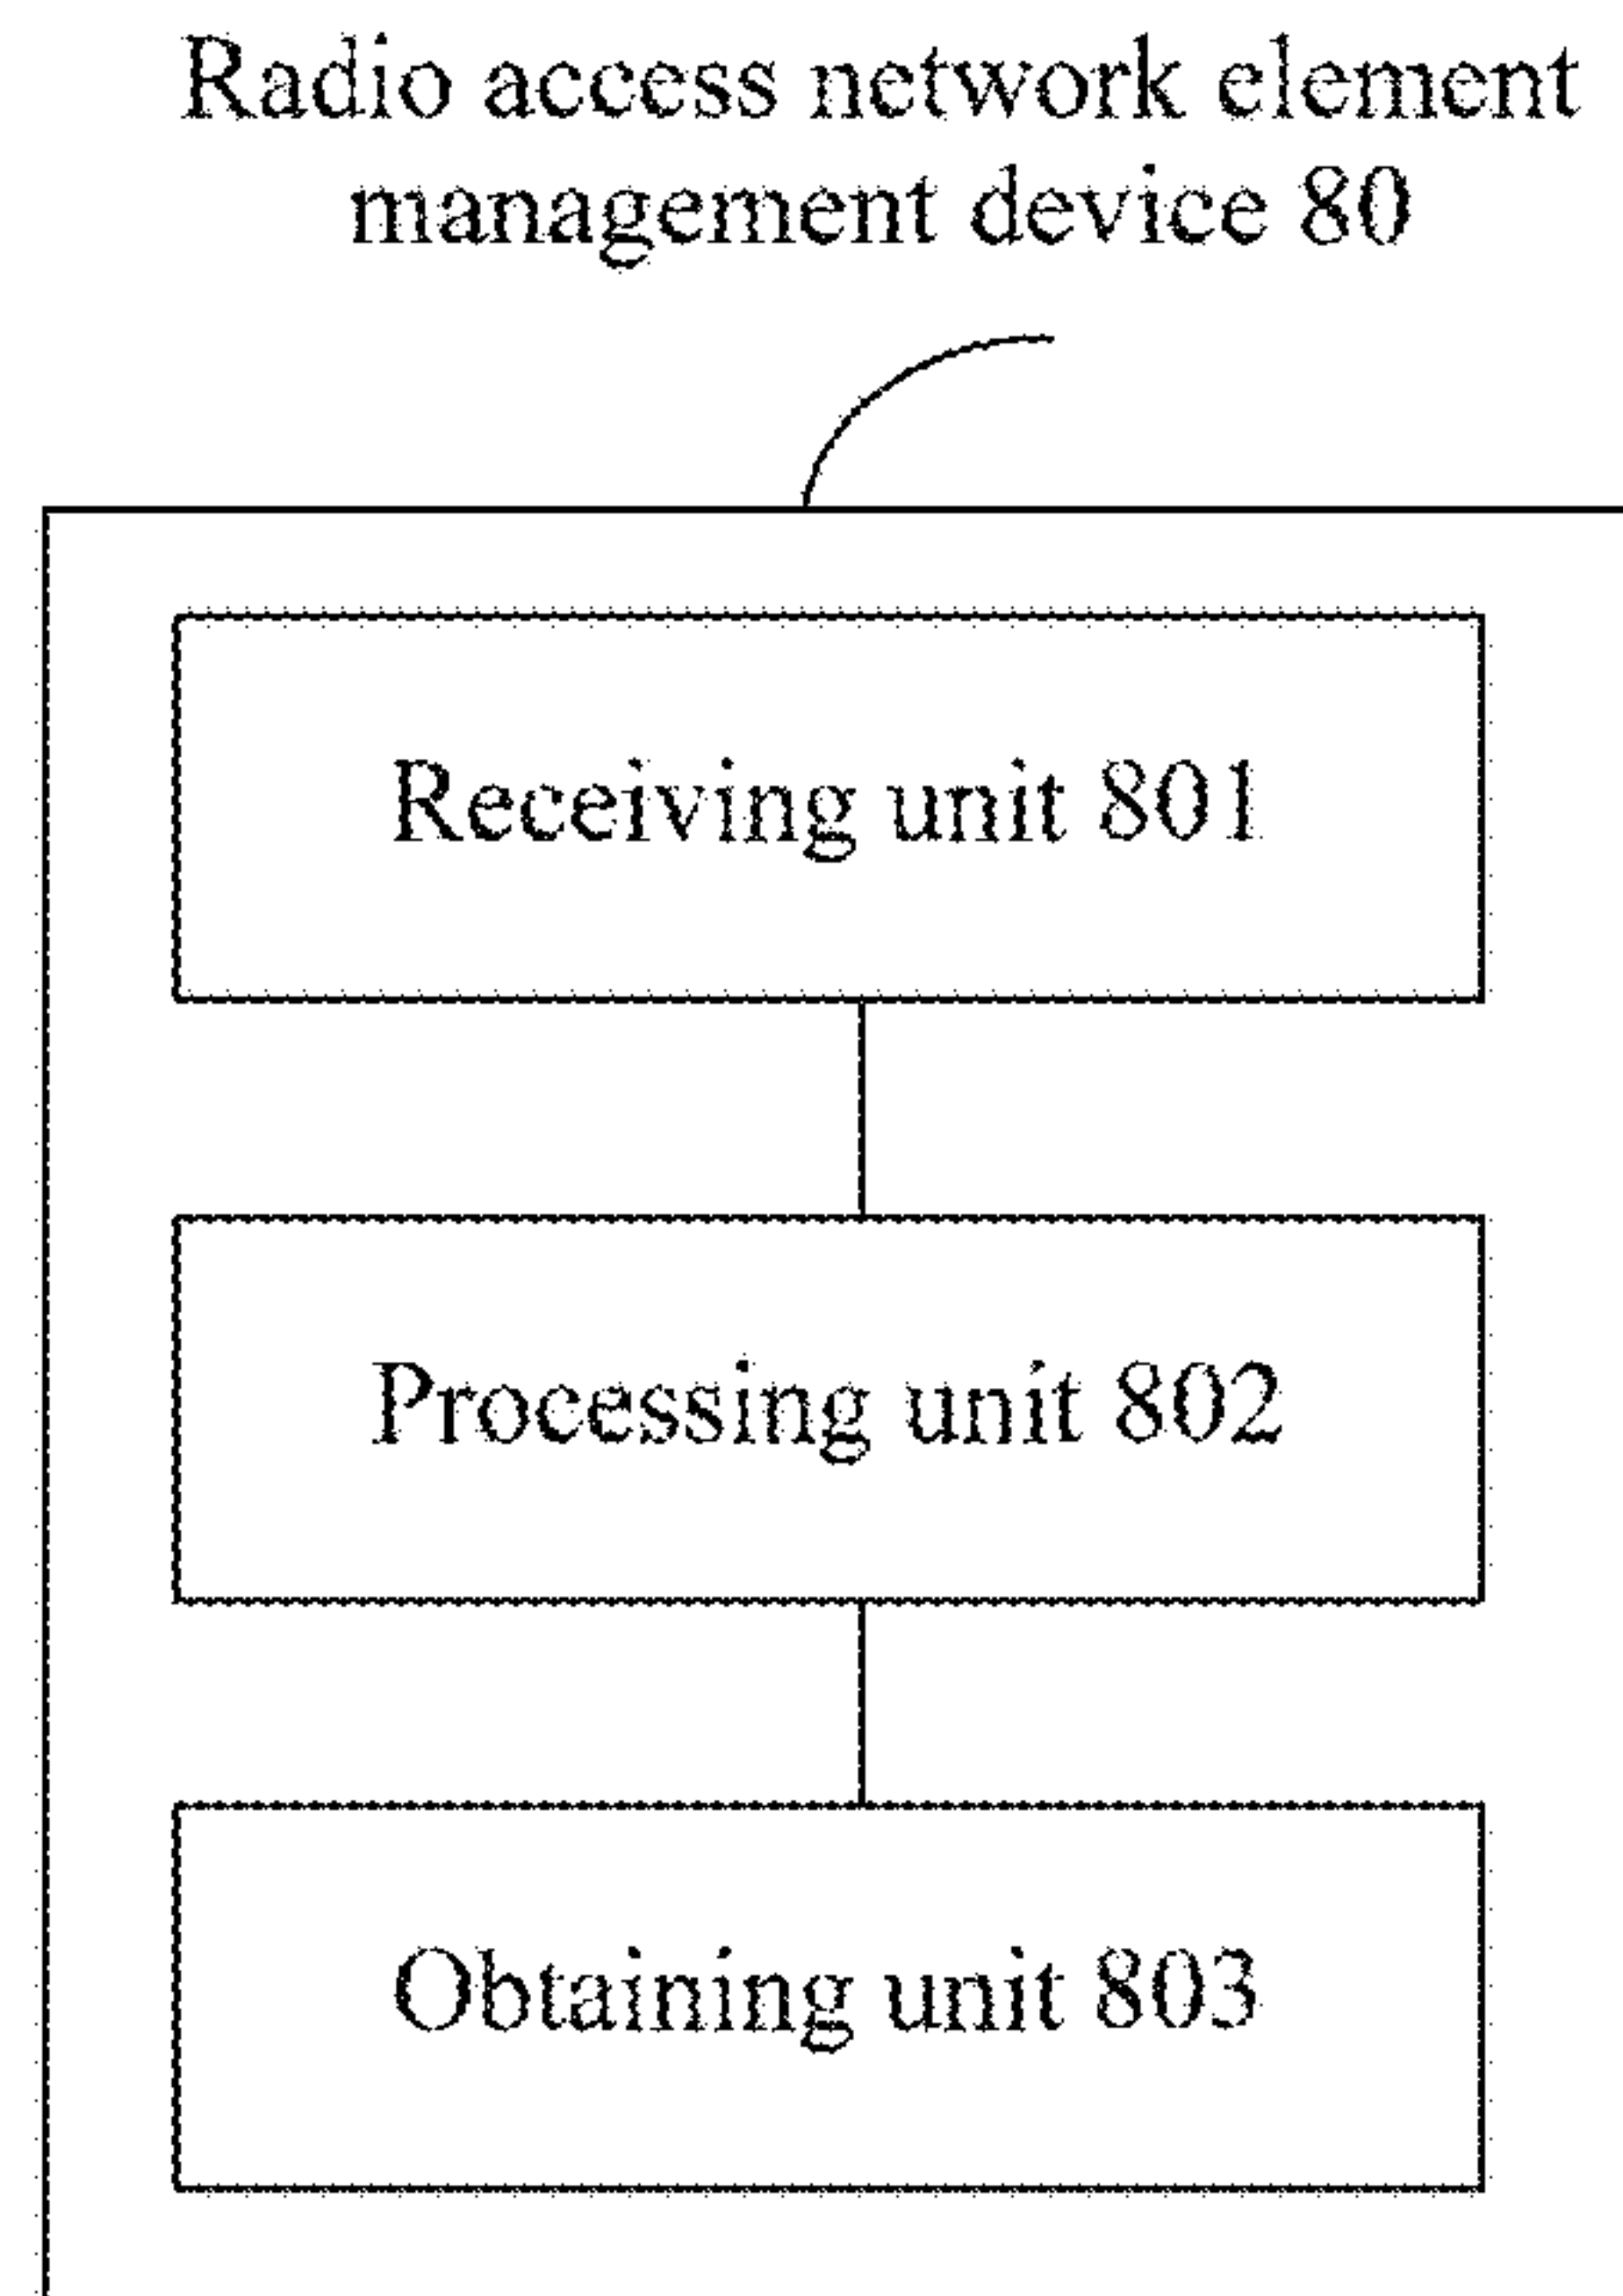 Radio access network element
management device 80
Receiving unit 801
Processing unit 802
Obtaining unit 803